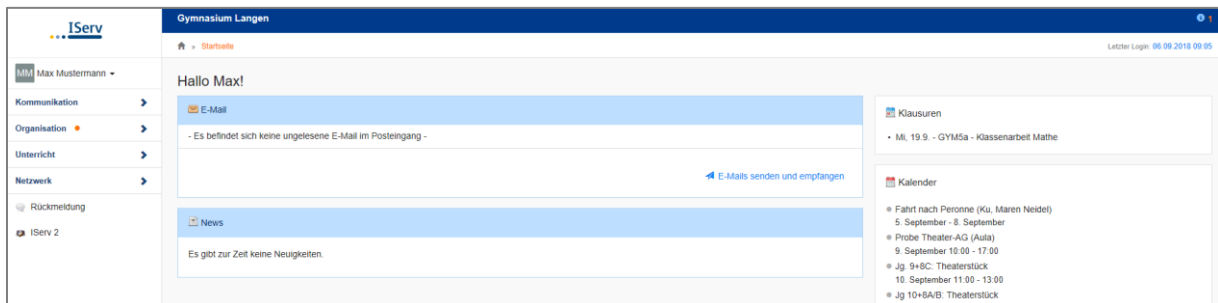 IServ
MM Max Mustermann
Kommunikation
Organisation
Unterricht
Netzwerk
Rückmeldung
IServ 2
Gymnasium Langen
1
» Startseite
Letzter Login: 06.09.2018 09:05
Hallo Max!
E-Mail
- Es befindet sich keine ungelesene E-Mail im Posteingang -
E-Mails senden und empfangen
News
Es gibt zur Zeit keine Neuigkeiten.
Klausuren
• Mi, 19.9. - GYM5a - Klassenarbeit Mathe
Kalender
Fahrt nach Peronne (Ku, Maren Neidel)
5. September - 8. September
Probe Theater-AG (Aula)
9. September 10:00 - 17:00
Jg. 9+8C: Theaterstück
10. September 11:00 - 13:00
Jg 10+8A/B: Theaterstück